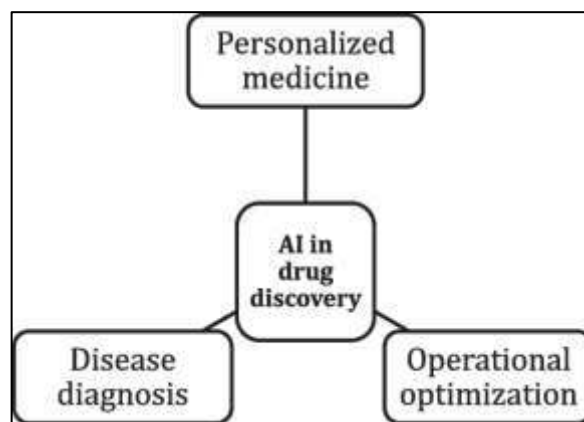 Personalized
medicine
AI in
drug
discovery
Disease
diagnosis
Operational
optimization